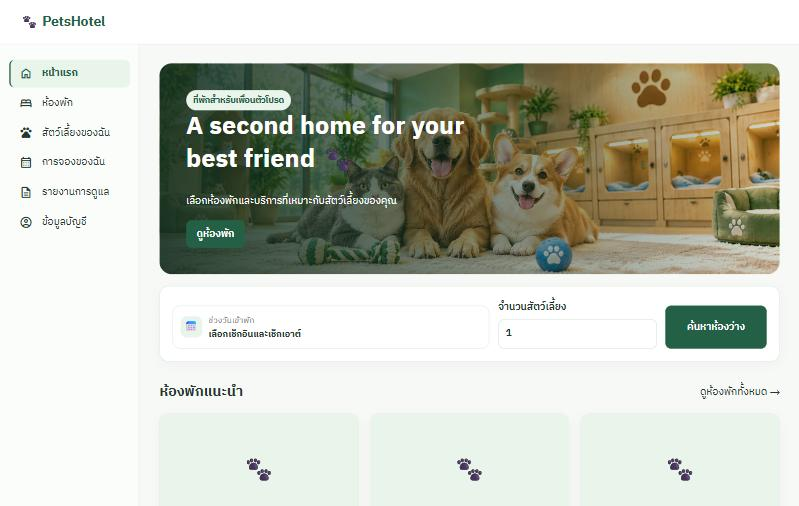 PetsHotel
หน้าแรก
ห้องพัก
สัตว์เลี้ยงของฉัน
การจองของฉัน
รายงานการดูแล
ข้อมูลบัญชี
ที่พักสำหรับเพื่อนตัวโปรด
A second home for your
best friend
เลือกห้องพักและบริการที่เหมาะกับสัตว์เลี้ยงของคุณ
ดูห้องพัก
ช่วงวันเข้าพัก
เลือกเช็กอินและเช็กเอาต์
จำนวนสัตว์เลี้ยง
1
ค้นหาห้องว่าง
ห้องพักแนะนำ
ดูห้องพักทั้งหมด →